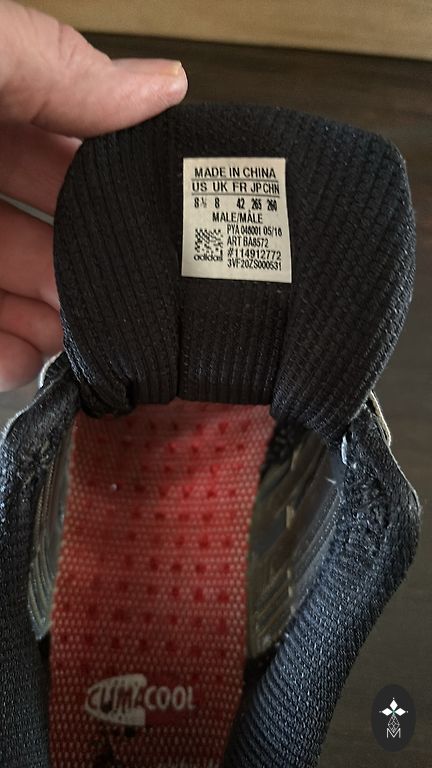 MADE IN CHINA
US UK FR JP CHN
8½ 8 42 265 260
MALE/MALE
PYA 048001 05/16
ART BA8572
#114912772
adidas 3VF20ZS000531
CLIMACOOL
M